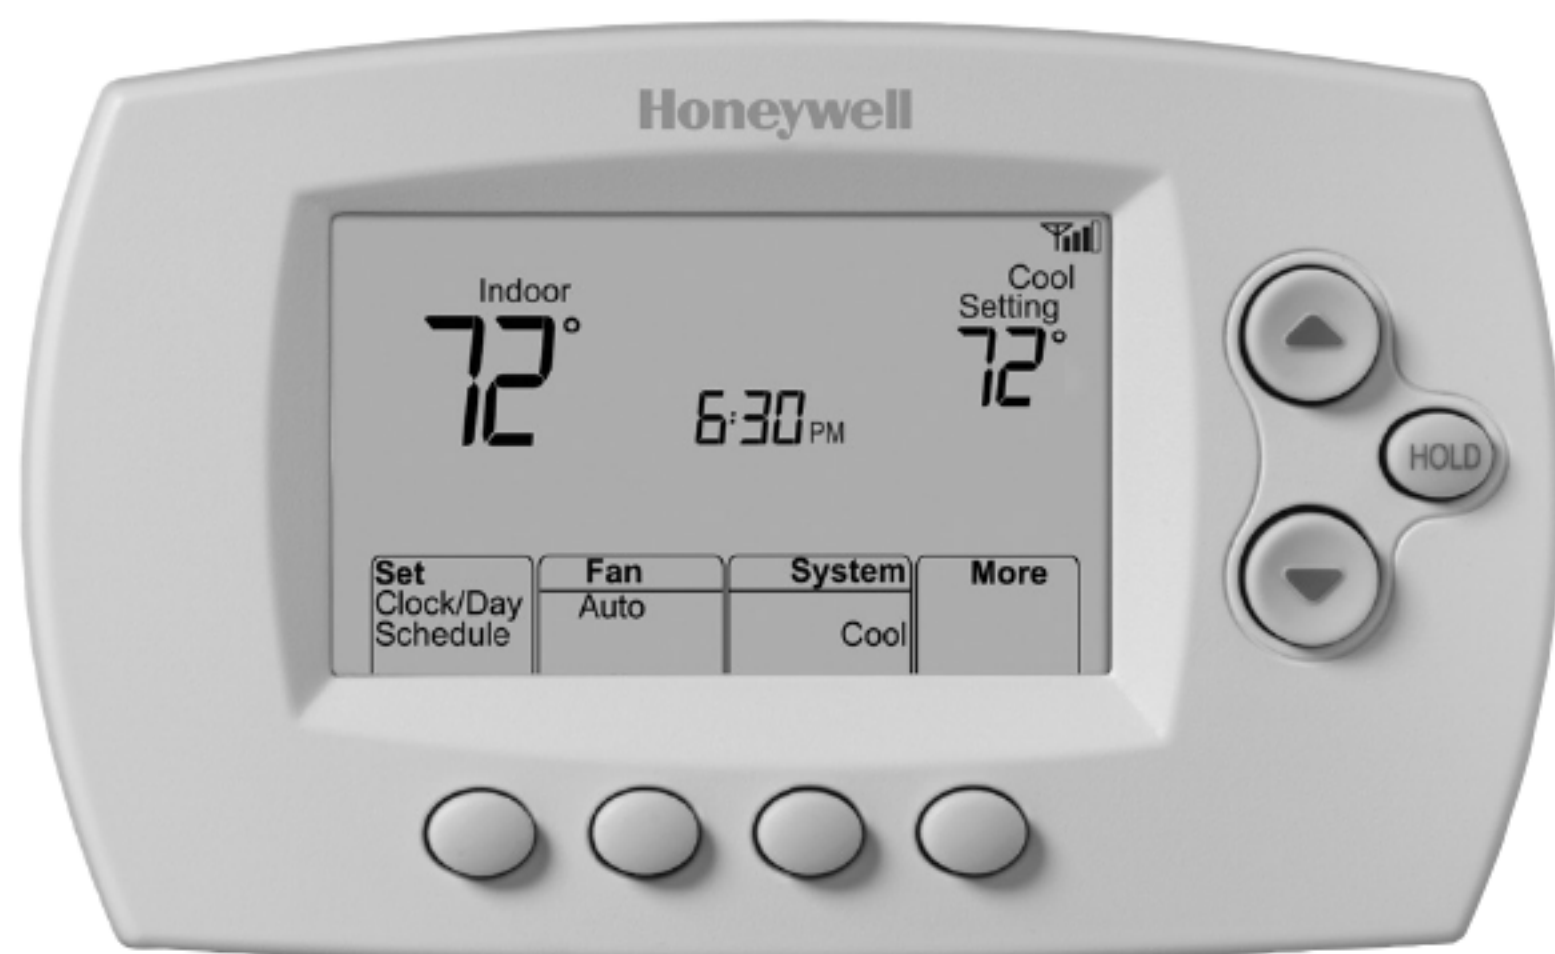 Honeywell
Indoor
72°
Cool
Setting
72°
6:30 PM
HOLD
Set
Clock/Day
Schedule
Fan
Auto
System
Cool
More